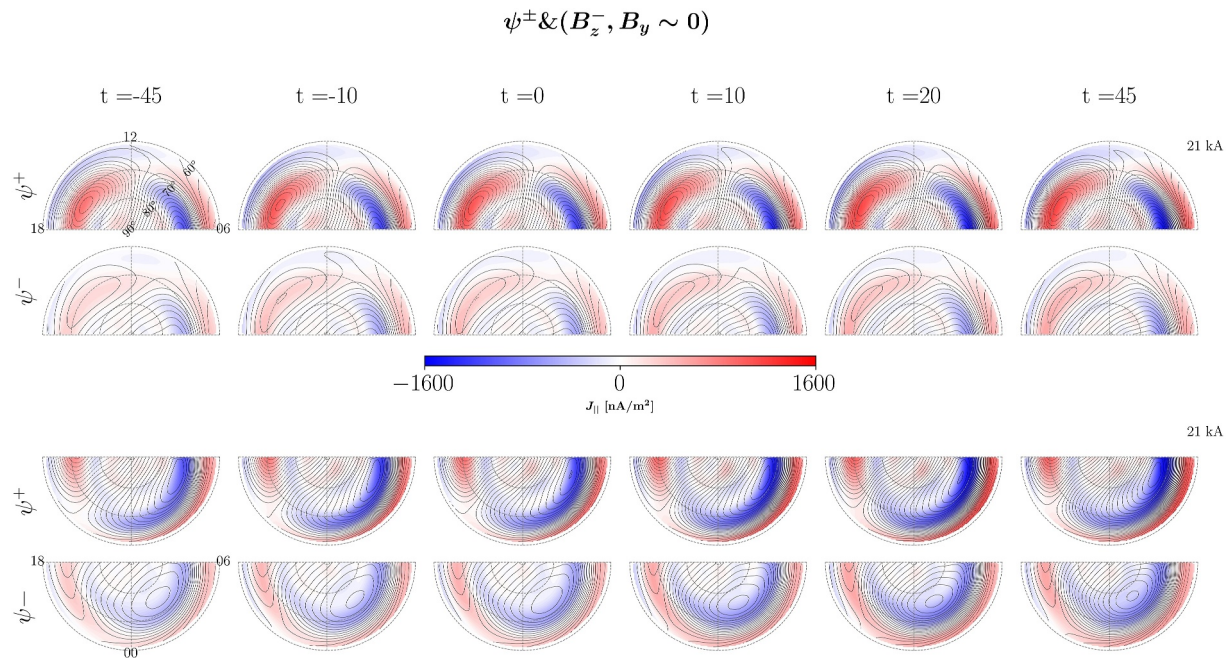 ψ±&(B_z^-, B_y ∼ 0)
t =-45 t =-10 t =0 t =10 t =20 t =45
12
21 kA
60°
ψ+
70°
80°
18 90° 06
ψ−
−1600 0 1600
J|| [nA/m²]
21 kA
ψ+
18 06
ψ−
00